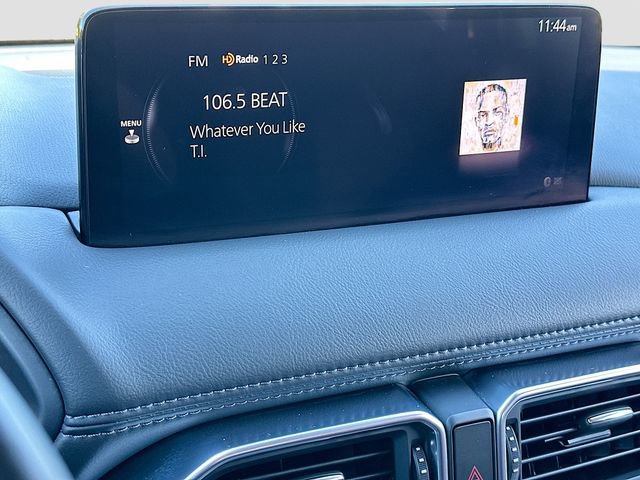 11:44am
FM HD Radio 1 2 3
106.5 BEAT
MENU
Whatever You Like
T.I.